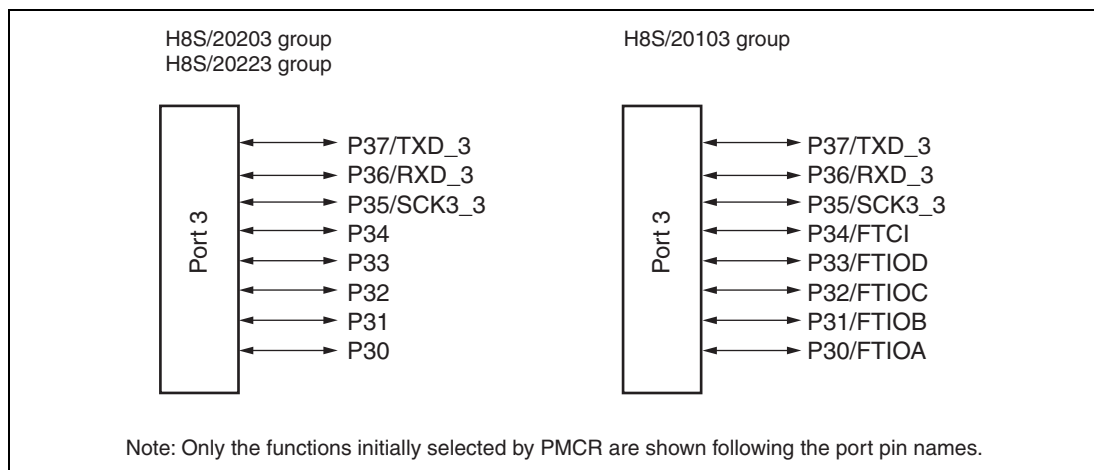 H8S/20203 group
H8S/20223 group
Port 3
P37/TXD_3
P36/RXD_3
P35/SCK3_3
P34
P33
P32
P31
P30
H8S/20103 group
Port 3
P37/TXD_3
P36/RXD_3
P35/SCK3_3
P34/FTCI
P33/FTIOD
P32/FTIOC
P31/FTIOB
P30/FTIOA
Note: Only the functions initially selected by PMCR are shown following the port pin names.